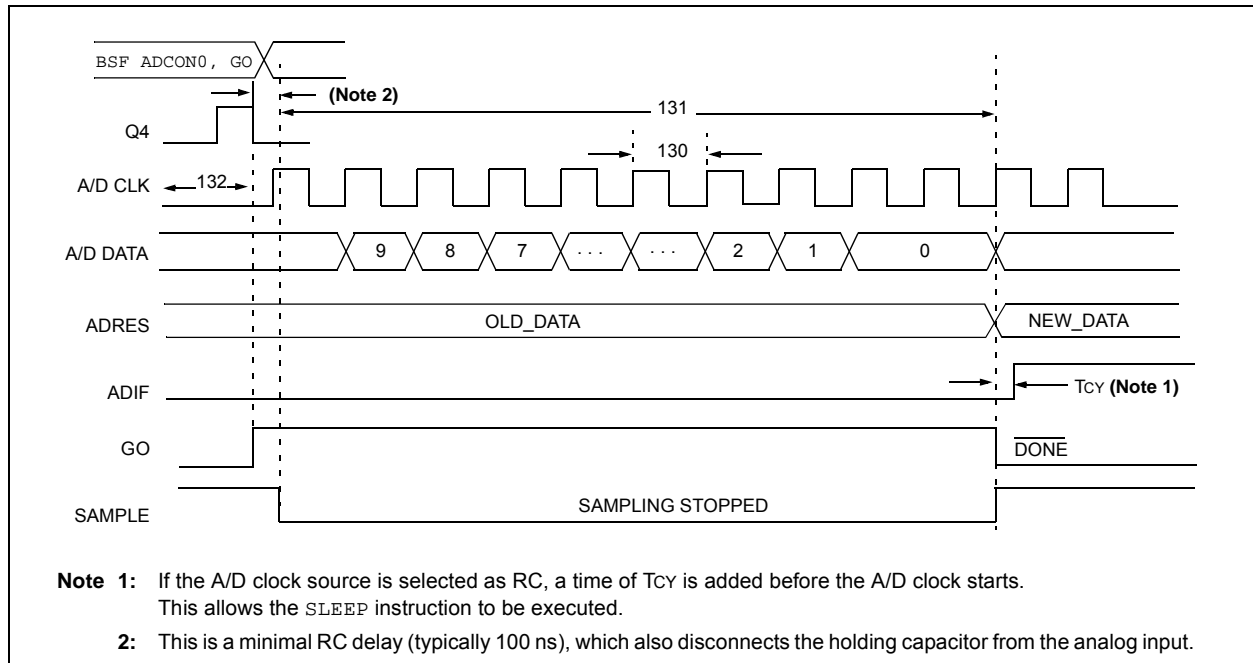 BSF ADCON0, GO
(Note 2)
131
Q4
130
A/D CLK
132
A/D DATA
9 8 7 . . . . . . 2 1 0
ADRES
OLD_DATA
NEW_DATA
ADIF
TCY (Note 1)
GO
DONE
SAMPLE
SAMPLING STOPPED
Note 1: If the A/D clock source is selected as RC, a time of TCY is added before the A/D clock starts.
This allows the SLEEP instruction to be executed.
2: This is a minimal RC delay (typically 100 ns), which also disconnects the holding capacitor from the analog input.